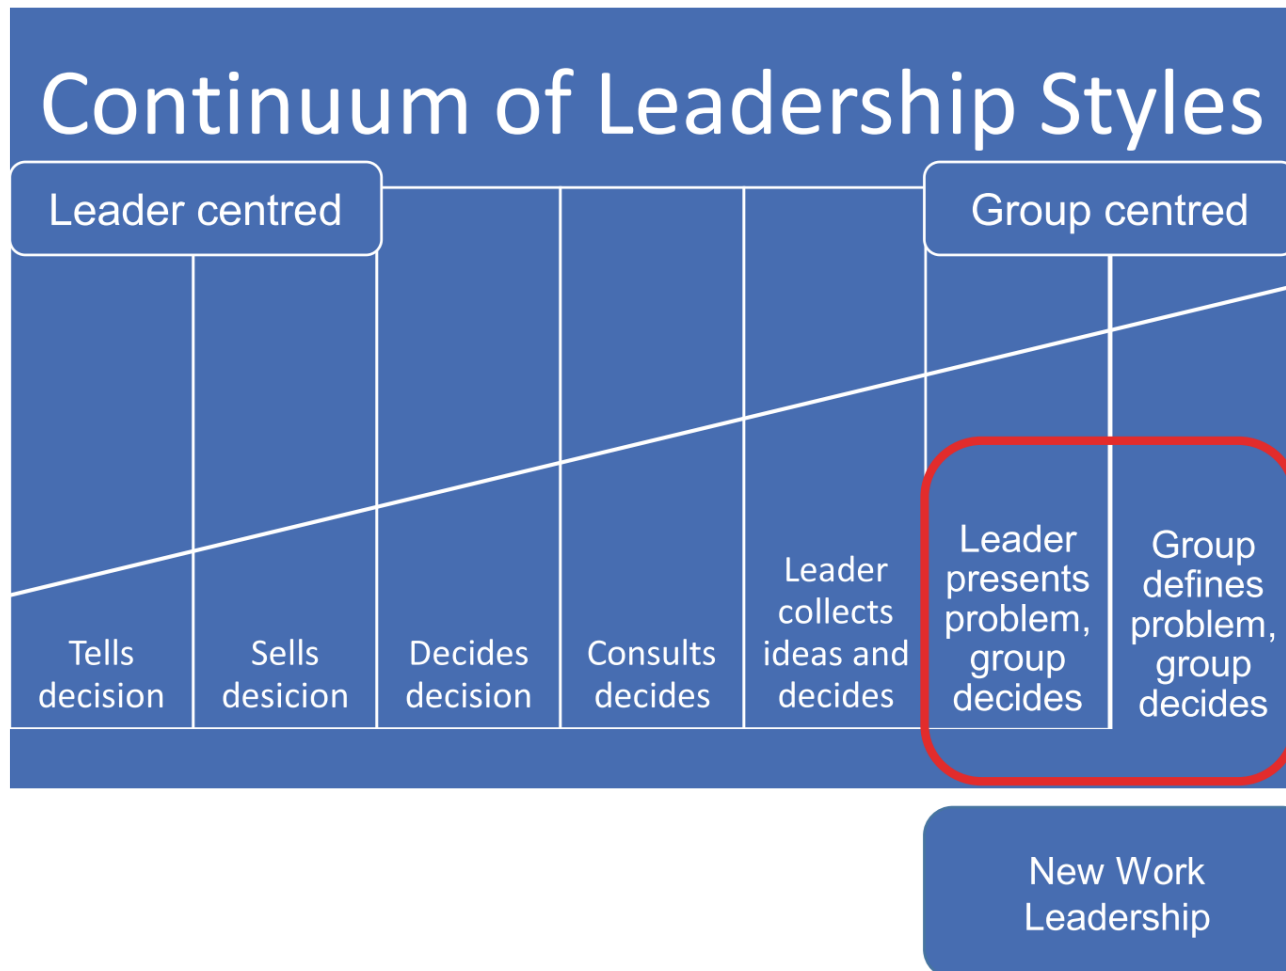 Continuum of Leadership Styles
Leader centred
Group centred
Tells
decision
Sells
desicion
Decides
decision
Consults
decides
Leader
collects
ideas and
decides
Leader
presents
problem,
group
decides
Group
defines
problem,
group
decides
New Work
Leadership